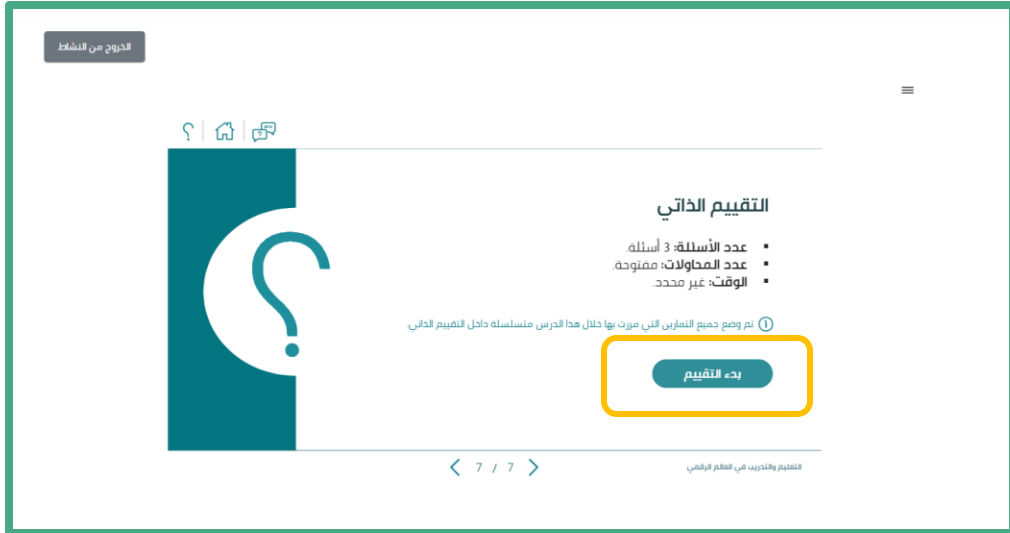 الخروج من النشاط
التقييم الذاتي
▪ عدد الأسئلة: 3 أسئلة.
▪ عدد المحاولات: مفتوحة.
▪ الوقت: غير محدد.
تم وضع جميع التمارين التي مررت بها خلال هذا الدرس متسلسلة داخل التقييم الذاتي.
بدء التقييم
التعليم والتدريب في العالم الرقمي
7 / 7